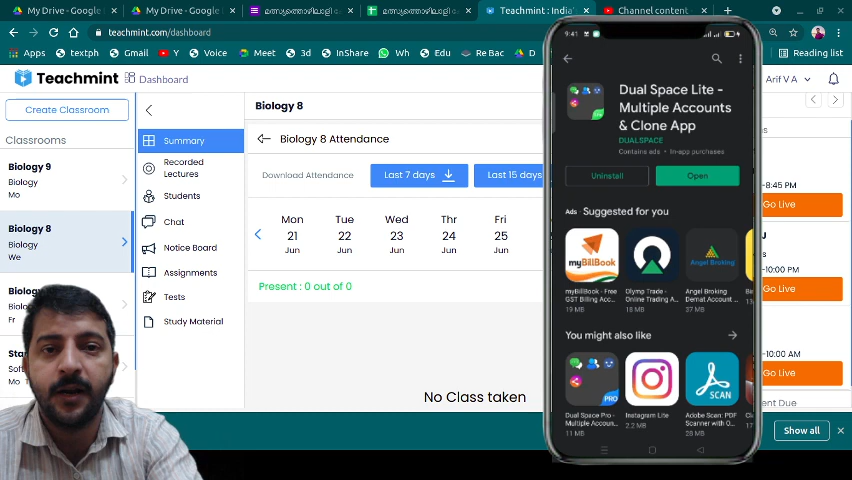 My Drive - Google
My Drive - Google
മത്സ്യത്തൊഴിലാളി
മത്സ്യത്തൊഴിലാളി
Teachmint : India'
Channel content -
teachmint.com/dashboard
Apps
textph
Gmail
Y
Voice
Meet
3d
InShare
Wh
Edu
Re Bac
D
Reading list
Teachmint
Dashboard
Arif V A
Create Classroom
Classrooms
Biology 9
Biology
Mo
Biology 8
Biology
We
Fr
Summary
Recorded
Lectures
Students
Chat
Notice Board
Assignments
Tests
Study Material
Biology 8
Biology 8 Attendance
Download Attendance
Last 7 days
Last 15 days
Mon
21
Jun
Tue
22
Jun
Wed
23
Jun
Thr
24
Jun
Fri
25
Jun
Present : 0 out of 0
No Class taken
9:41
Dual Space Lite -
Multiple Accounts
& Clone App
DUALSPACE
Contains ads • In-app purchases
Uninstall
Open
Ads Suggested for you
myBillBook
myBillBook - Free
GST Billing Acc...
19 MB
Olymp Trade -
Online Trading A...
18 MB
Angel Broking
Angel Broking
Demat Account ...
37 MB
You might also like
PRO
Dual Space Pro -
Multiple Account...
11 MB
Instagram Lite
2.2 MB
SCAN
Adobe Scan: PDF
Scanner with O...
28 MB
-8:45 PM
Go Live
-10:00 PM
Go Live
-10:00 AM
Go Live
ent Due
Show all